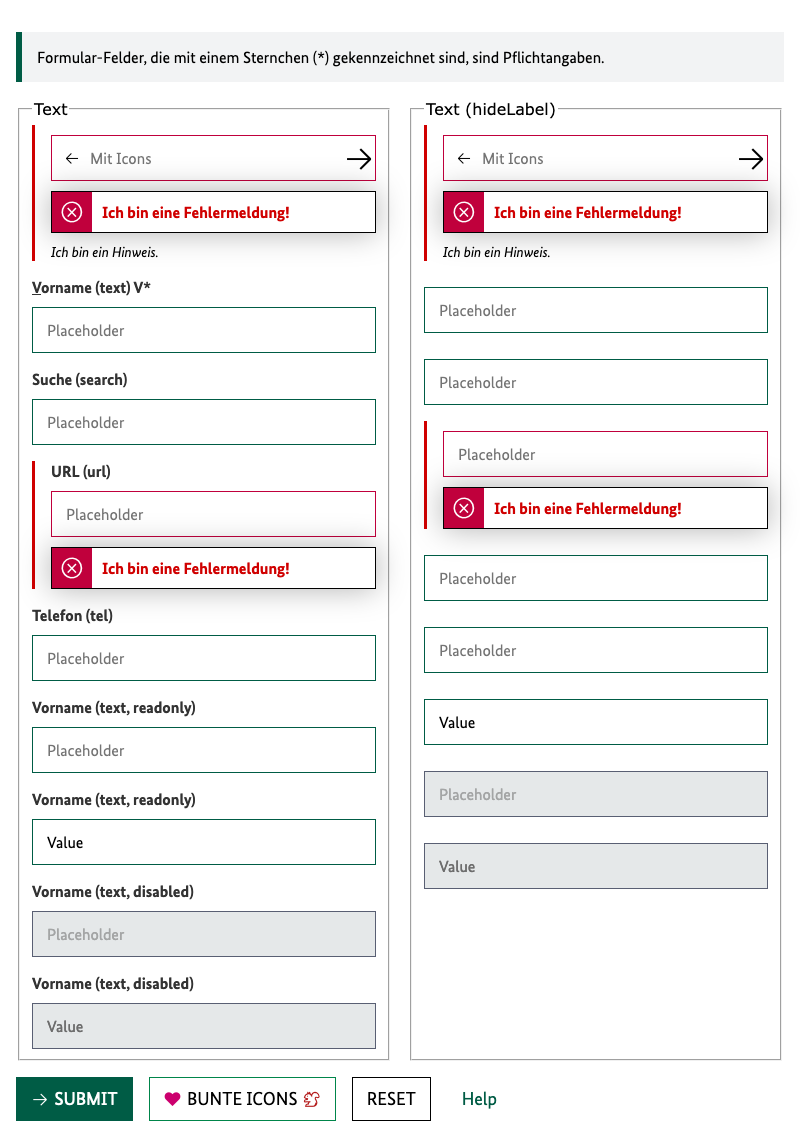 Formular-Felder, die mit einem Sternchen (*) gekennzeichnet sind, sind Pflichtangaben.
Text
Mit Icons
Ich bin eine Fehlermeldung!
Ich bin ein Hinweis.
Vorname (text) V*
Placeholder
Suche (search)
Placeholder
URL (url)
Placeholder
Ich bin eine Fehlermeldung!
Telefon (tel)
Placeholder
Vorname (text, readonly)
Placeholder
Vorname (text, readonly)
Value
Vorname (text, disabled)
Placeholder
Vorname (text, disabled)
Value
Text (hideLabel)
Mit Icons
Ich bin eine Fehlermeldung!
Ich bin ein Hinweis.
Placeholder
Placeholder
Placeholder
Ich bin eine Fehlermeldung!
Placeholder
Placeholder
Value
Placeholder
Value
SUBMIT
BUNTE ICONS
RESET
Help